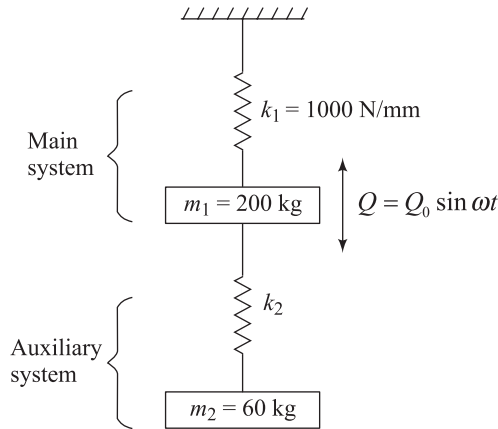 k₁ = 1000 N/mm
Main
system
m₁ = 200 kg
Q = Q₀ sin ωt
k₂
Auxiliary
system
m₂ = 60 kg